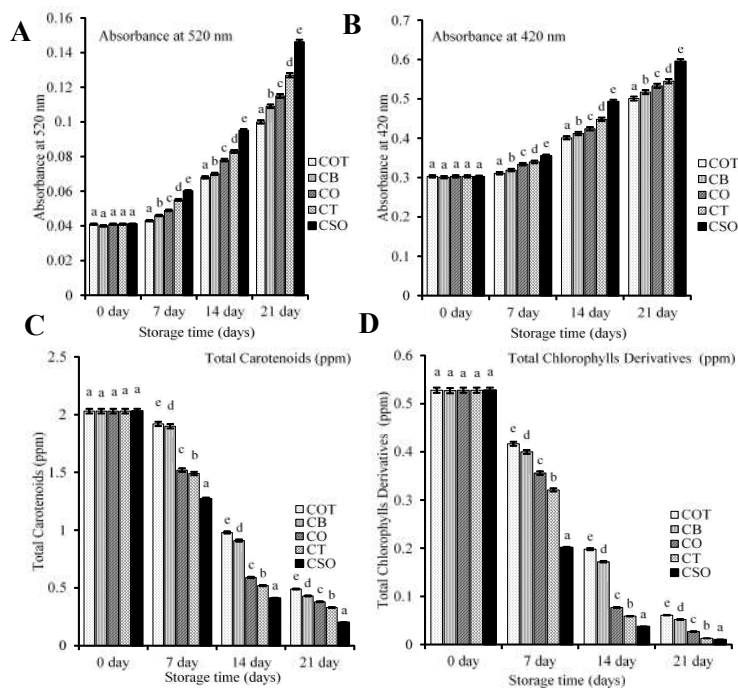 A
Absorbance at 520 nm
Absorbance at 520 nm
0.16
0.14
0.12
0.1
0.08
0.06
0.04
0.02
0
a a a a a
a b c d e
a b c d e
a b c d e
COT
CB
CO
CT
CSO
0 day 7 day 14 day 21 day
Storage time (days)
B
Absorbance at 420 nm
Absorbance at 420 nm
0.7
0.6
0.5
0.4
0.3
0.2
0.1
0
a a a a a
a b c d e
a b c d e
a b c d e
COT
CB
CO
CT
CSO
0 day 7 day 14 day 21 day
Storage time (days)
C
Total Carotenoids (ppm)
Total Carotenoids (ppm)
2.5
2
1.5
1
0.5
0
a a a a a
e d c b a
e d c b a
e d c b a
COT
CB
CO
CT
CSO
0 day 7 day 14 day 21 day
Storage time (days)
D
Total Chlorophylls Derivatives (ppm)
Total Chlorophylls Derivatives (ppm)
0.6
0.5
0.4
0.3
0.2
0.1
0
a a a a a
e d c b a
e d c b a
e d c b a
COT
CB
CO
CT
CSO
0 day 7 day 14 day 21 day
Storage time (days)